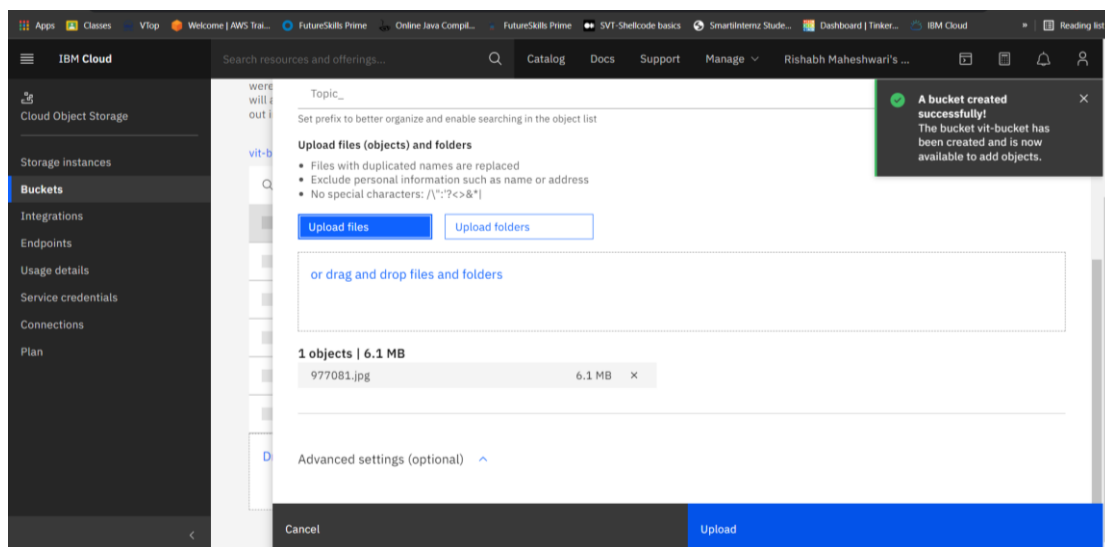 Apps Classes VTop Welcome | AWS Trai... FutureSkills Prime Online Java Compil... FutureSkills Prime SVT-Shellcode basics SmartiInternz Stude... Dashboard | Tinker... IBM Cloud » Reading list
IBM Cloud Search resources and offerings... Catalog Docs Support Manage Rishabh Maheshwari's ...
Cloud Object Storage
Storage instances
Buckets
Integrations
Endpoints
Usage details
Service credentials
Connections
Plan
were
will a
out i
vit-b
D
Topic_
Set prefix to better organize and enable searching in the object list
Upload files (objects) and folders
• Files with duplicated names are replaced
• Exclude personal information such as name or address
• No special characters: /\":'?<>&*|
Upload files Upload folders
or drag and drop files and folders
1 objects | 6.1 MB
977081.jpg 6.1 MB ×
Advanced settings (optional)
Cancel Upload
A bucket created
successfully!
The bucket vit-bucket has
been created and is now
available to add objects.